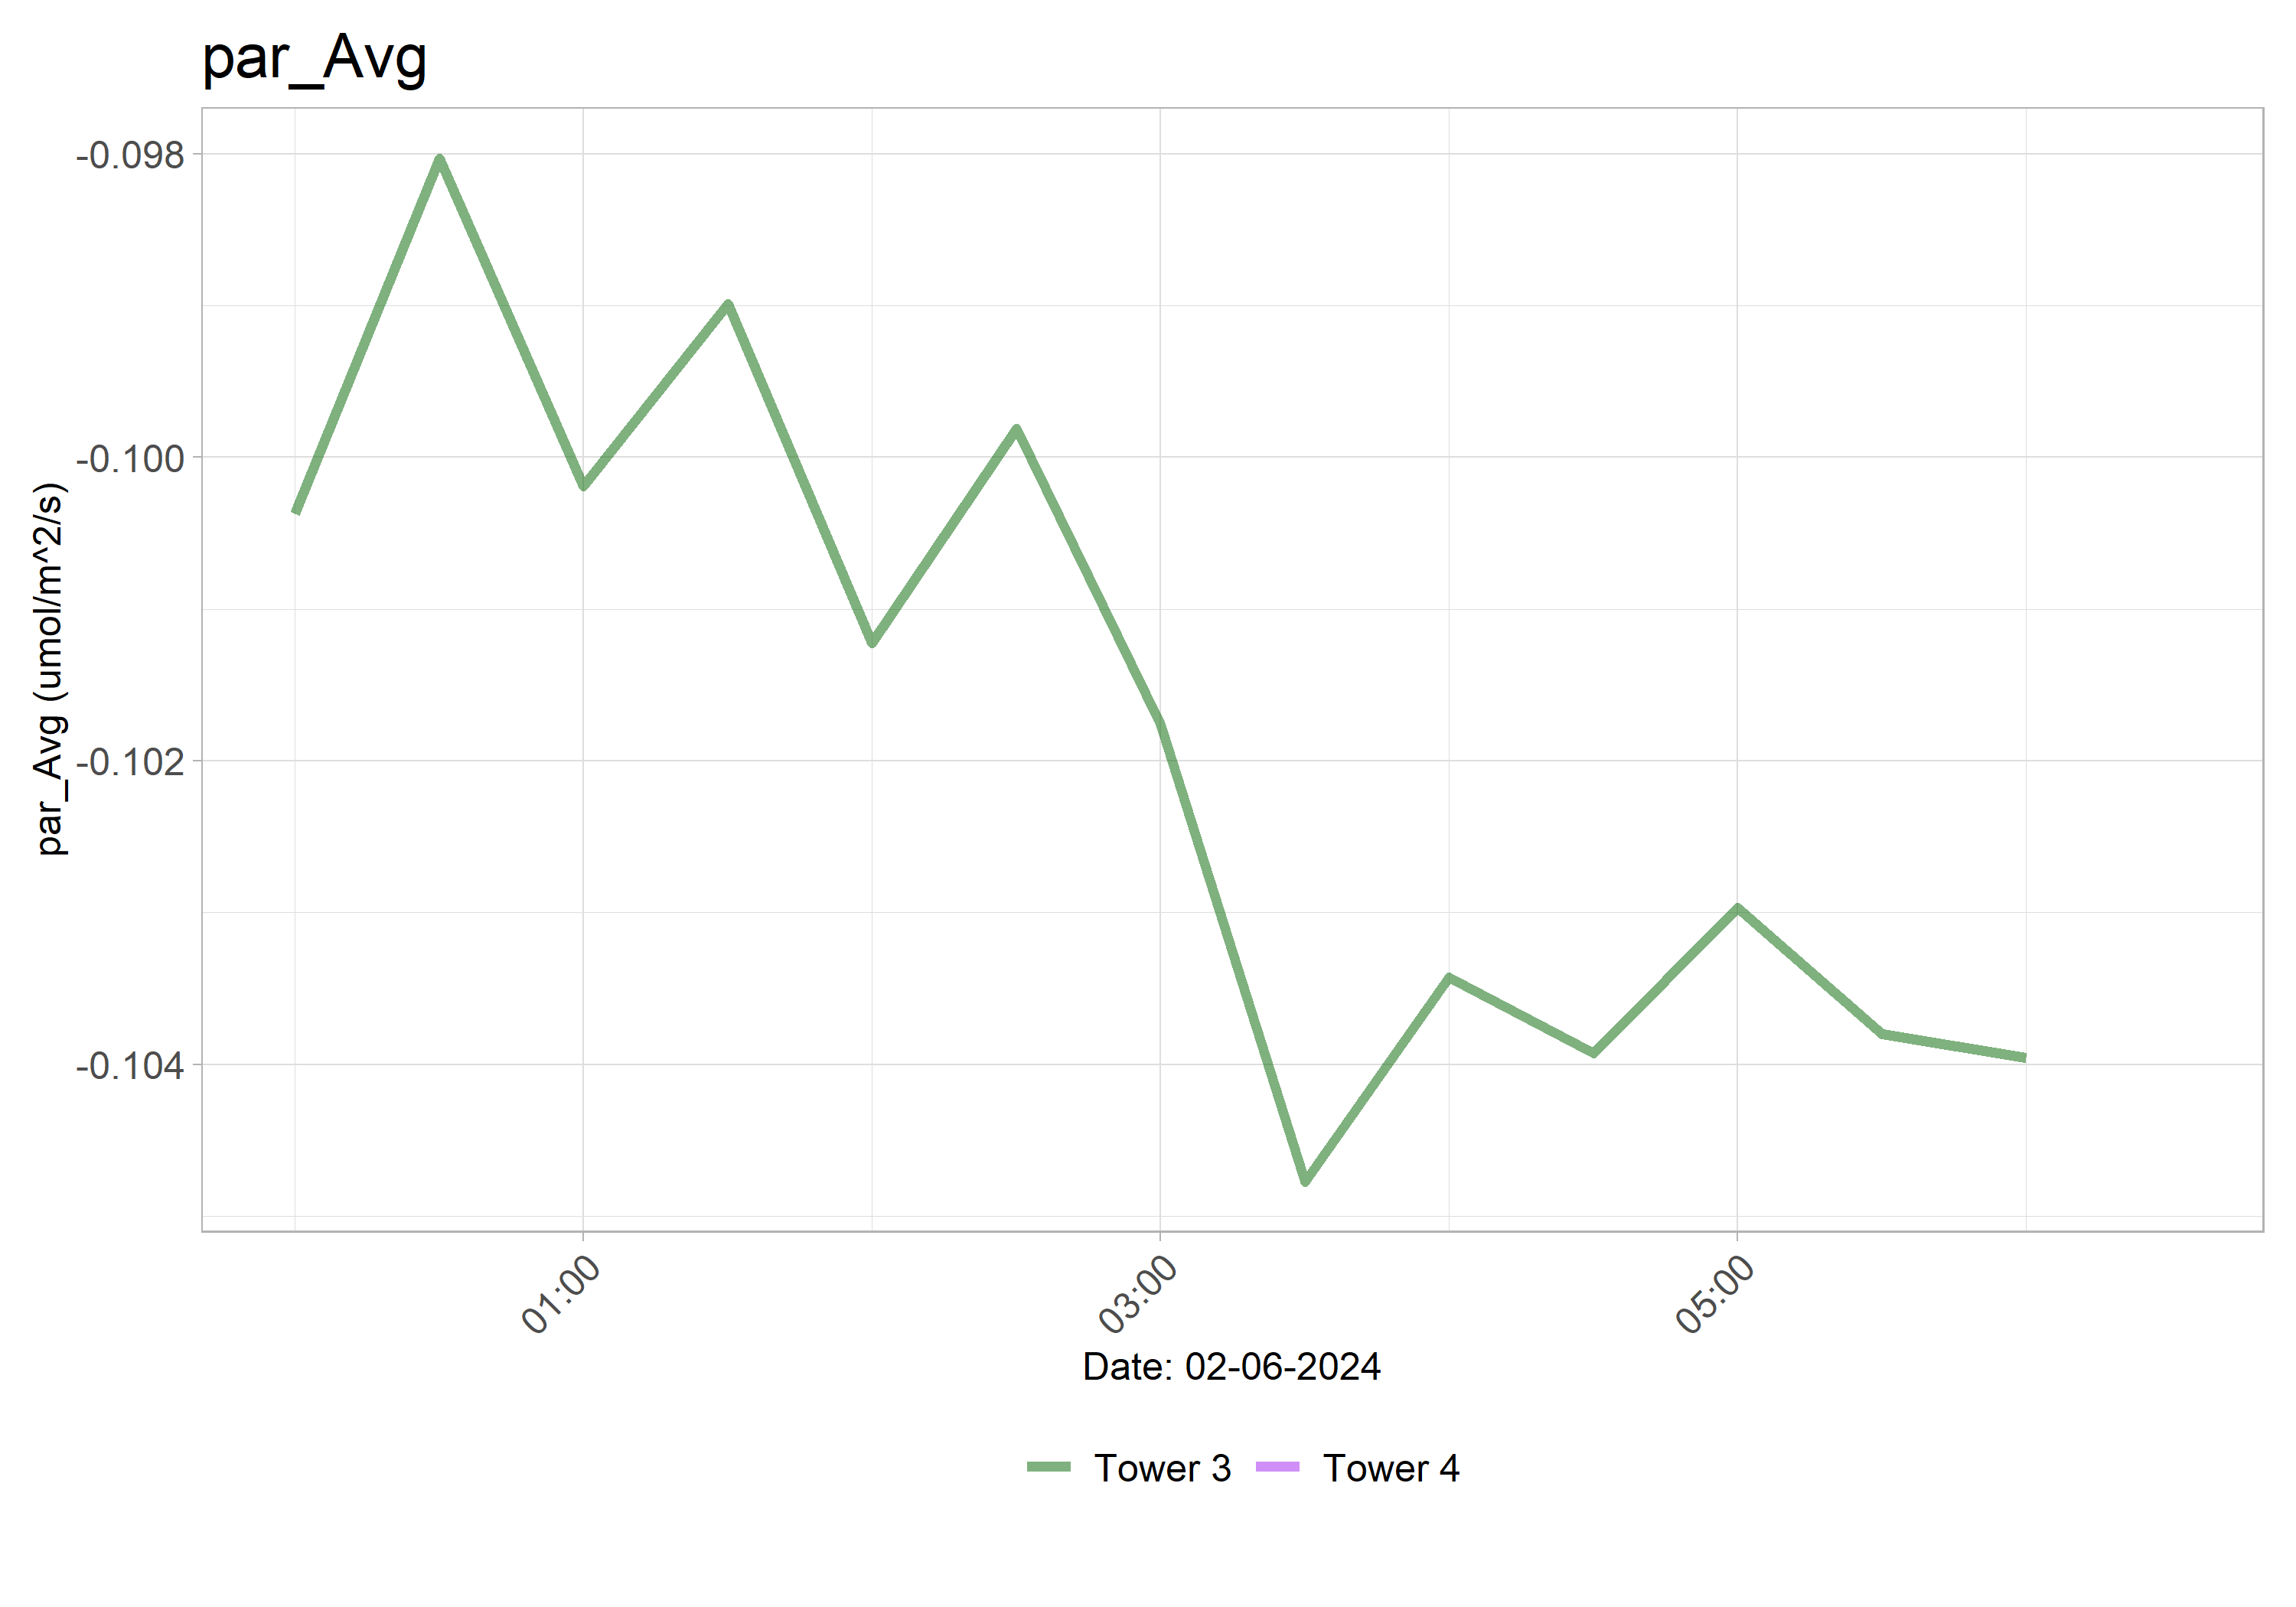 par_Avg
par_Avg (umol/m^2/s)
-0.098
-0.100
-0.102
-0.104
01:00
03:00
05:00
Date: 02-06-2024
Tower 3
Tower 4